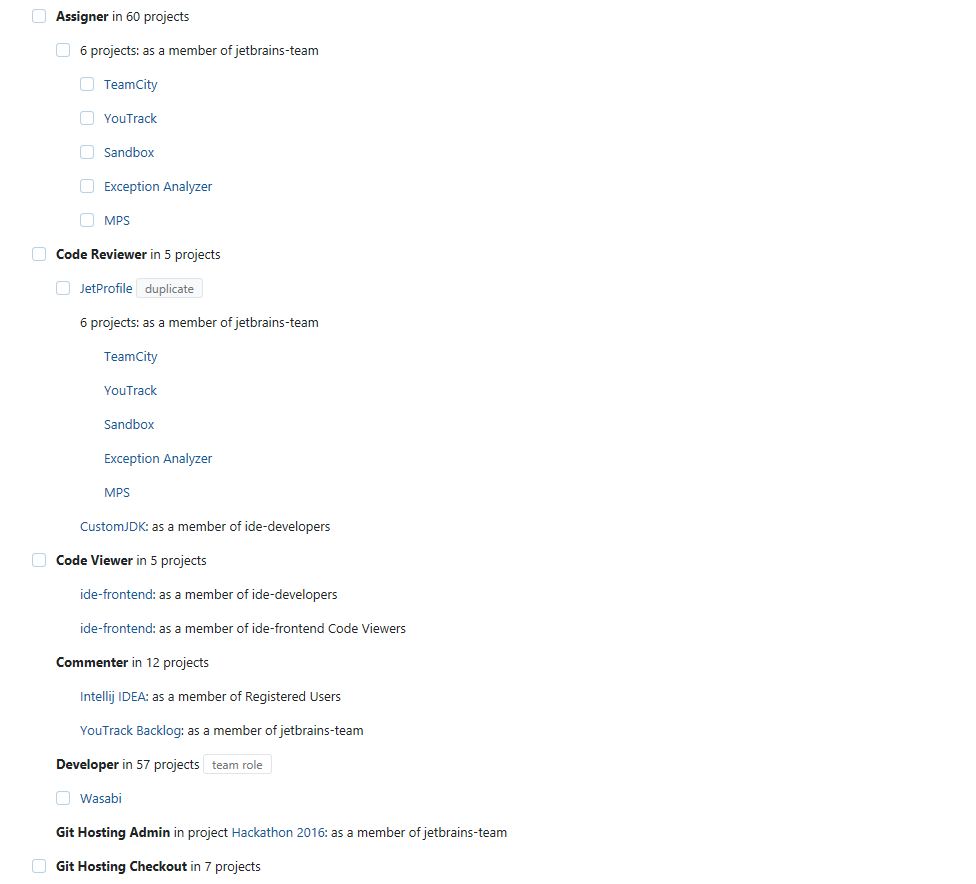 Assigner in 60 projects
6 projects: as a member of jetbrains-team
TeamCity
YouTrack
Sandbox
Exception Analyzer
MPS
Code Reviewer in 5 projects
JetProfile duplicate
6 projects: as a member of jetbrains-team
TeamCity
YouTrack
Sandbox
Exception Analyzer
MPS
CustomJDK: as a member of ide-developers
Code Viewer in 5 projects
ide-frontend: as a member of ide-developers
ide-frontend: as a member of ide-frontend Code Viewers
Commenter in 12 projects
Intellij IDEA: as a member of Registered Users
YouTrack Backlog: as a member of jetbrains-team
Developer in 57 projects team role
Wasabi
Git Hosting Admin in project Hackathon 2016: as a member of jetbrains-team
Git Hosting Checkout in 7 projects